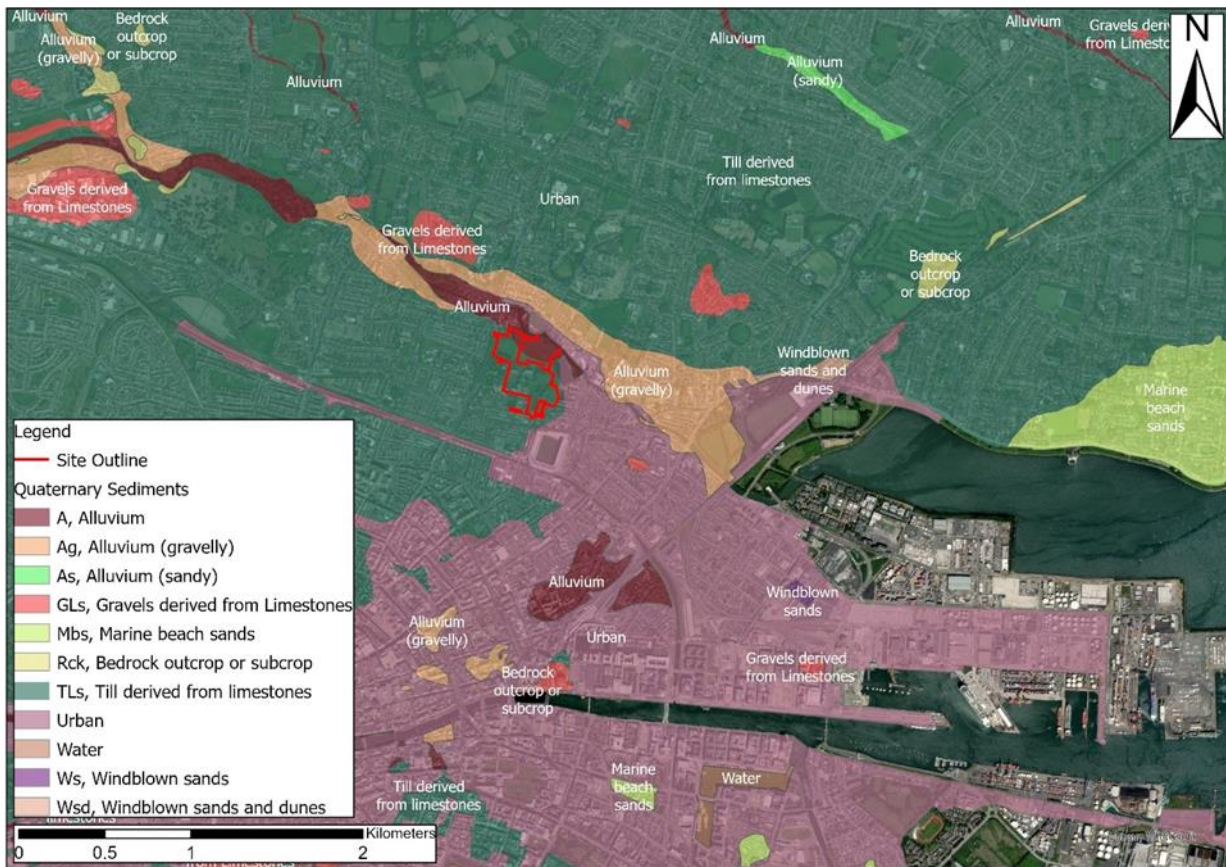 Alluvium
Bedrock
outcrop
or subcrop
Alluvium
(gravelly)
Alluvium
Alluvium
Alluvium
(sandy)
Alluvium
Gravels derived
from Limesto
N
Till derived
from limestones
Urban
Gravels derived
from Limestones
Gravels derived
from Limestones
Bedrock
outcrop
or subcrop
Alluvium
Windblown
sands and
dunes
Alluvium
(gravelly)
Marine
beach
sands
Legend
Site Outline
Quaternary Sediments
A, Alluvium
Ag, Alluvium (gravelly)
As, Alluvium (sandy)
GLs, Gravels derived from Limestones
Mbs, Marine beach sands
Rck, Bedrock outcrop or subcrop
TLs, Till derived from limestones
Urban
Water
Ws, Windblown sands
Wsd, Windblown sands and dunes
Alluvium
Windblown
sands
Alluvium
(gravelly)
Urban
Bedrock
outcrop or
subcrop
Gravels derived
from Limestones
Till derived
from limestones
Marine
beach
sands
Water
limestones
Kilometers
0 0.5 1 2
from Limestones